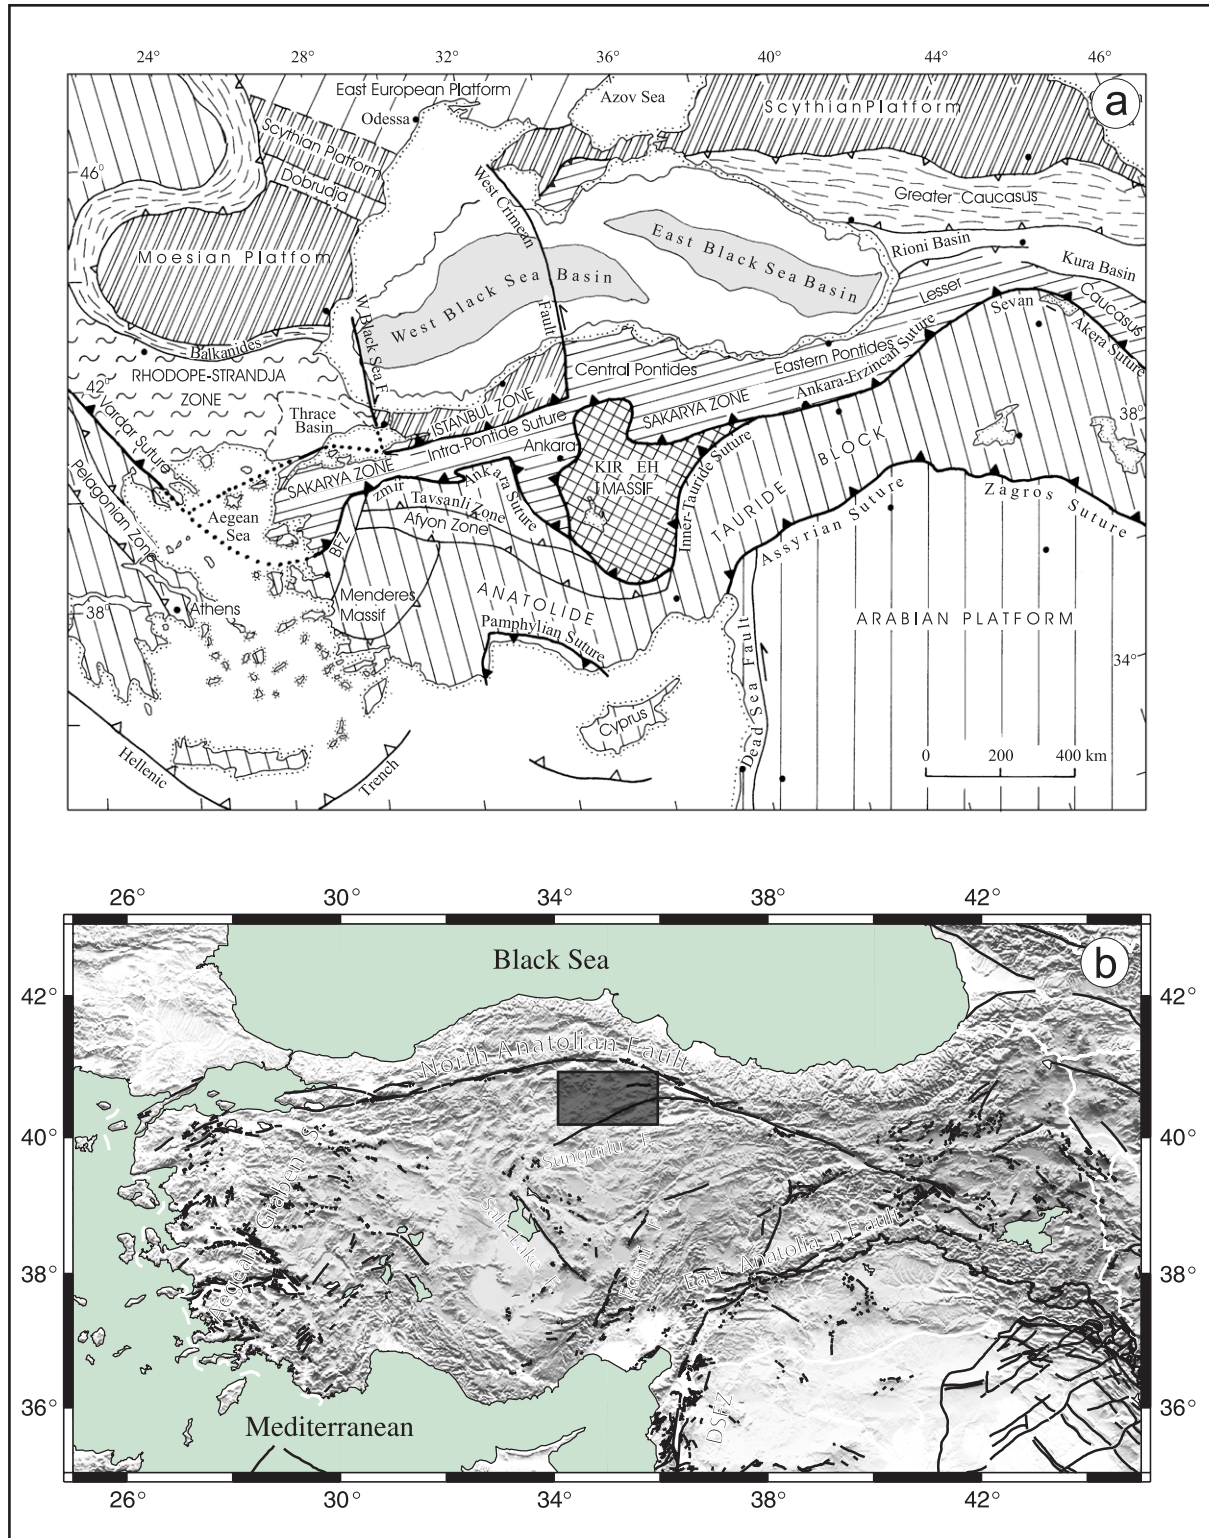 24° 28° 32° 36° 40° 44° 46°
a
East European Platform
Azov Sea
Odessa
Scythian Platform
Scythian Platform
Dobrudja
46°
Greater Caucasus
West Crimean
Fault
Rioni Basin
Kura Basin
East Black Sea Basin
Moesian Platfom
West Black Sea Basin
W Black Sea F.
Lesser
Caucasus
Sevan
Akera Suture
Balkanides
RHODOPE-STRANDJA
ZONE
42°
Central Pontides
Eastern Pontides
Ankara-Erzincan Suture
ISTANBUL ZONE
Thrace
Basin
Vardar Suture
Intra-Pontide Suture
SAKARYA ZONE
38°
Ankara
SAKARYA ZONE
KIR EH
MASSIF
BLOCK
Pelagonian Zone
zmir
Ankara Suture
Tavsanli Zone
Afyon Zone
Aegean
Sea
BFZ
Inner-Tauride Suture
TAURIDE
Assyrian Suture
Zagros
Suture
38°
Athens
Menderes
Massif
ANATOLIDE
Pamphylian Suture
ARABIAN PLATFORM
34°
Cyprus
Dead Sea Fault
Hellenic
Trench
0 200 400 km
26° 30° 34° 38° 42°
b
Black Sea
42° 42°
North Anatolian Fault
40° 40°
Sungurlu F.
Aegean Graben S.
Salt Lake F.
Ecemi F.
East Anatolia n Fault
38° 38°
DSFZ
36° 36°
Mediterranean
26° 30° 34° 38° 42°